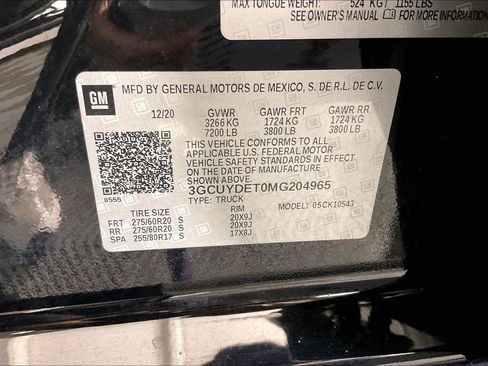 MAX TONGUE WEIGHT: 524 KG 1155 LBS
SEE OWNER'S MANUAL FOR MORE INFORMATION
GM
MFD BY GENERAL MOTORS DE MEXICO, S. DE R.L. DE C.V.
12/20 GVWR GAWR FRT GAWR RR
3266 KG 1724 KG 1724 KG
7200 LB 3800 LB 3800 LB
THIS VEHICLE CONFORMS TO ALL
APPLICABLE U.S. FEDERAL MOTOR
VEHICLE SAFETY STANDARDS IN EFFECT
ON THE DATE OF MANUFACTURE
SHOWN ABOVE.
3GCUYDET0MG204965
8555 TYPE: TRUCK MODEL: 05CK10543
TIRE SIZE RIM
FRT 275/60R20 S 20X9J
RR 275/60R20 S 20X9J
SPA 255/80R17 S 17X8J